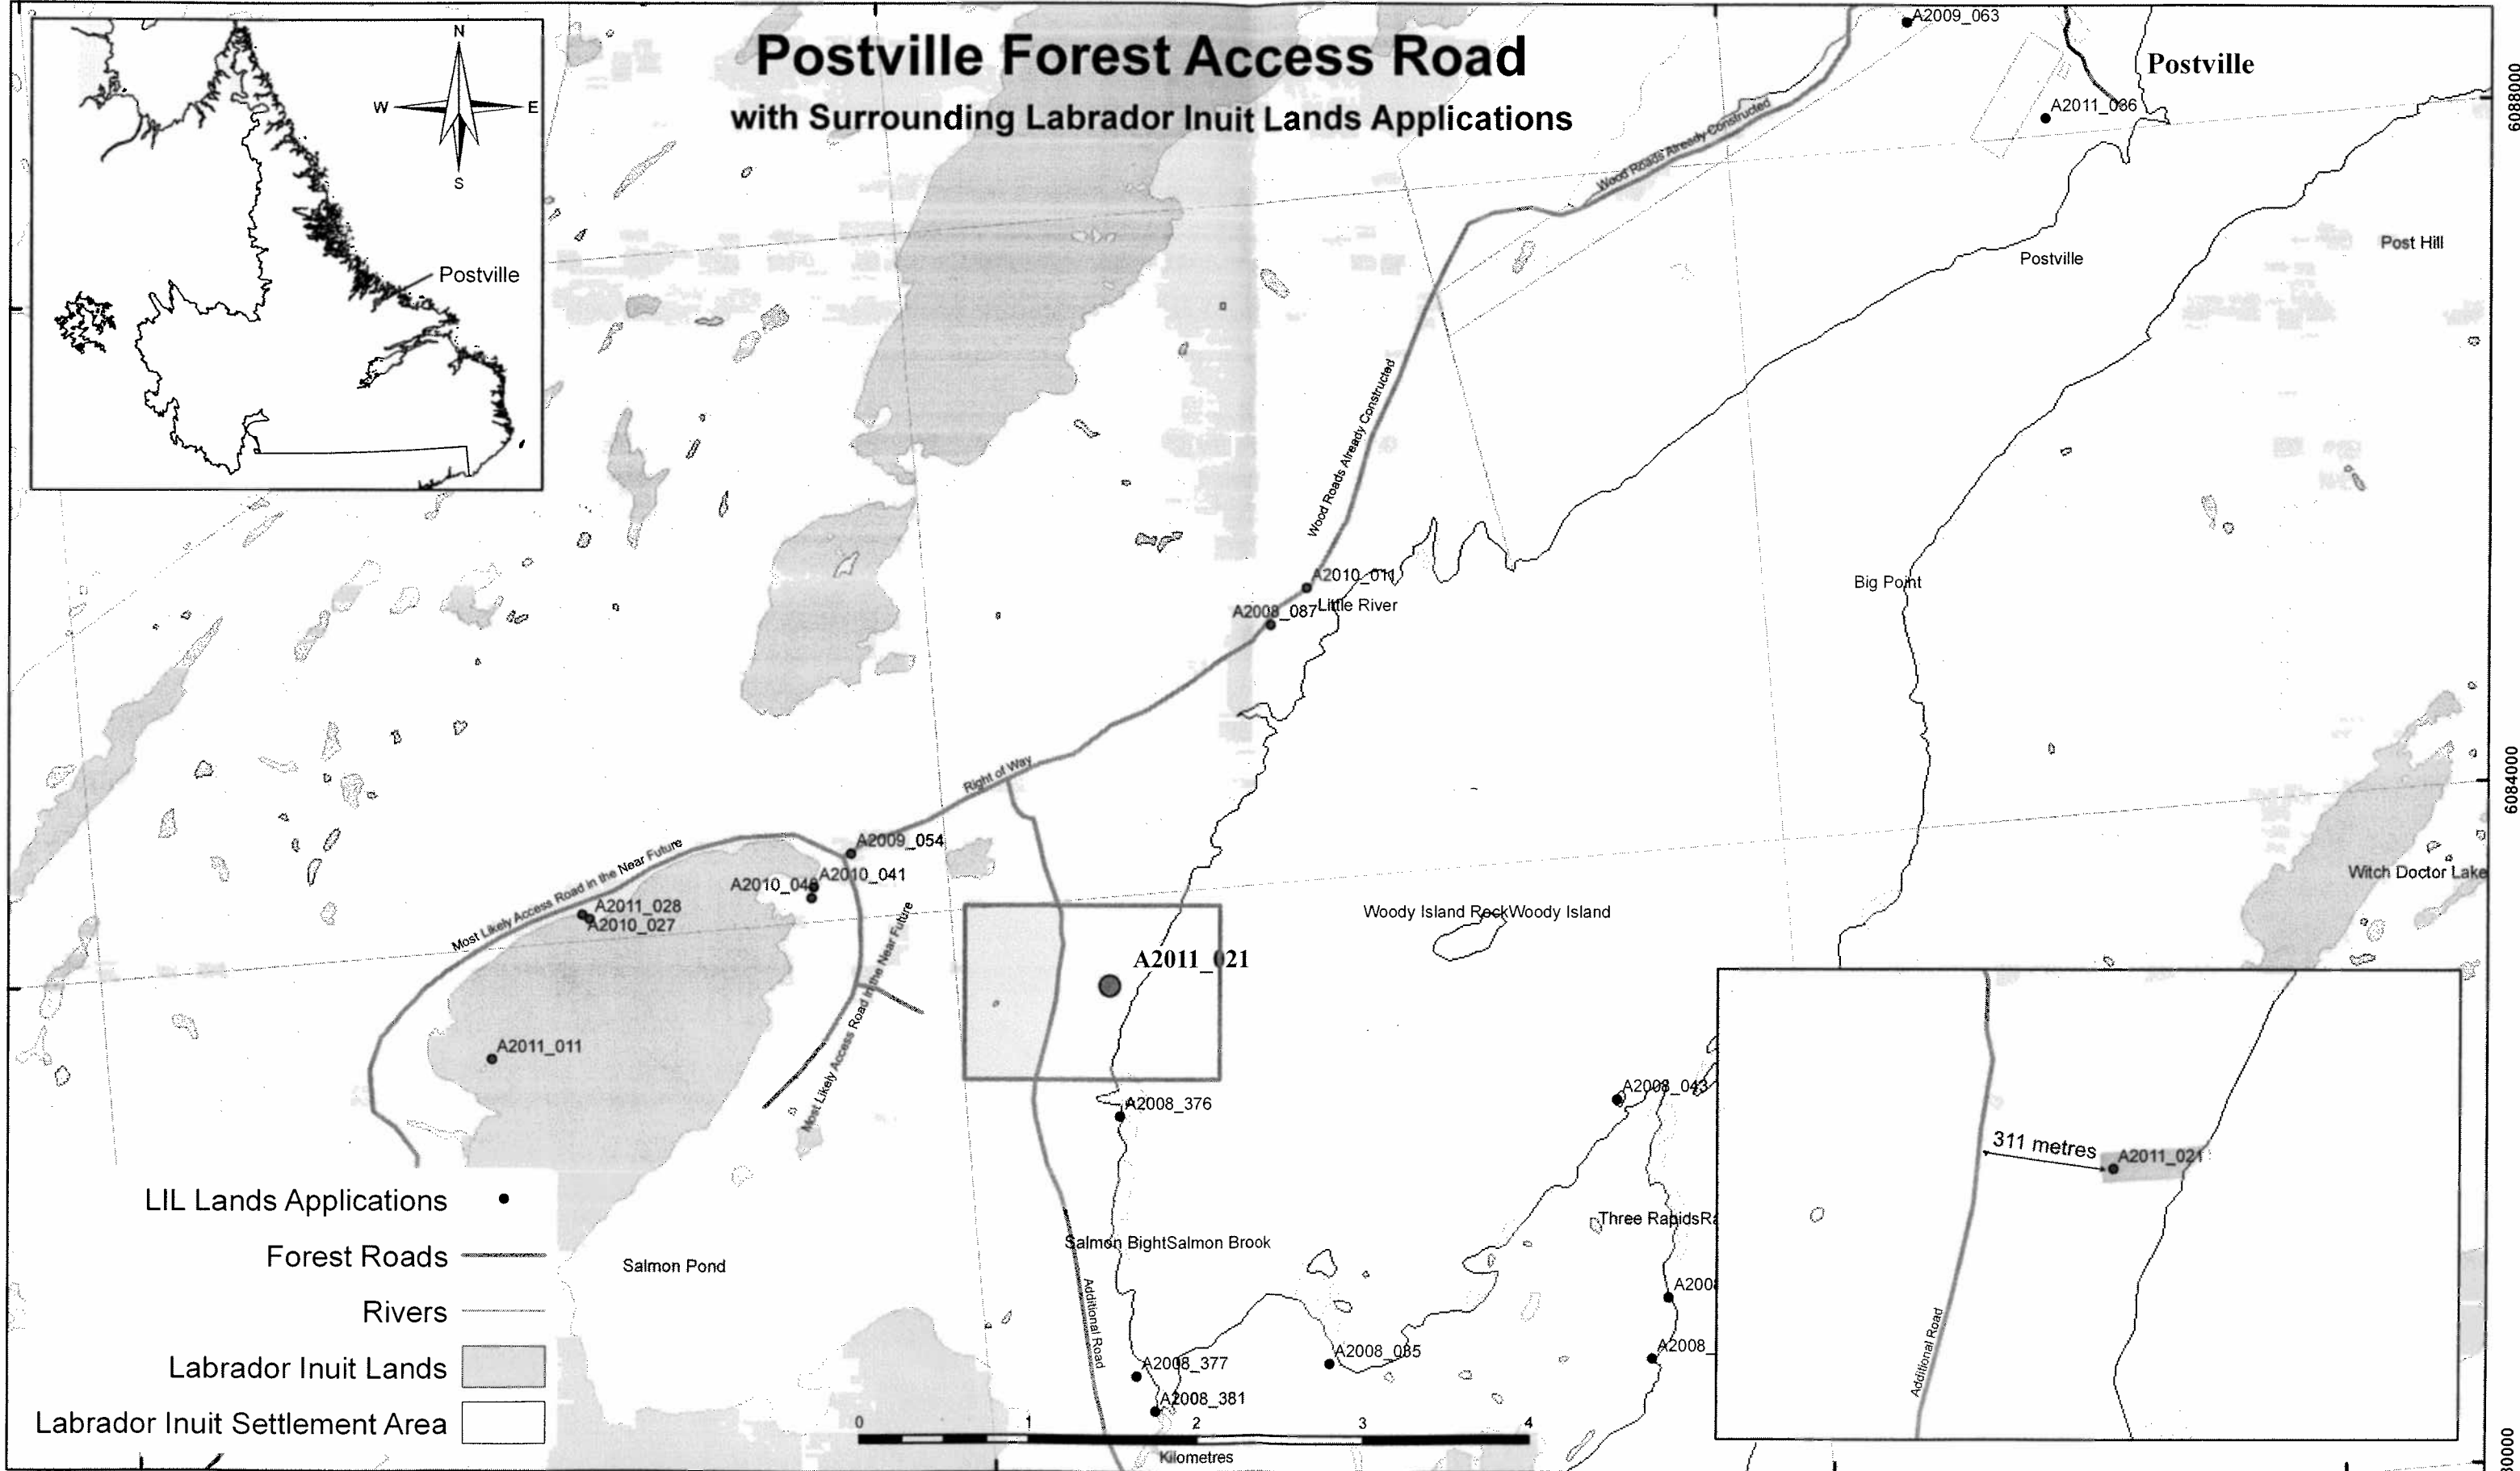 Postville Forest Access Road
with Surrounding Labrador Inuit Lands Applications
N
W
E
S
Postville
A2009_063
Postville
A2011_036
6088000
Wood Roads Already Constructed
Post Hill
Postville
Wood Roads Already Constructed
A2010_011
Little River
A2008_087
Big Point
Right of Way
6084000
A2009_054
Most Likely Access Road in the Near Future
A2010_041
Witch Doctor Lake
A2011_028
A2010_027
Most Likely Access Road in the Near Future
Woody Island Rock
Woody Island
A2011_021
A2011_011
A2008_376
A2008_043
311 metres
A2011_021
LIL Lands Applications
Forest Roads
Rivers
Labrador Inuit Lands
Labrador Inuit Settlement Area
Salmon Pond
Salmon Bight
Salmon Brook
Three Rapids
Additional Road
Additional Road
A2008_377
A2008_085
A2008_381
A2008_
0 1 2 3 4
Kilometres